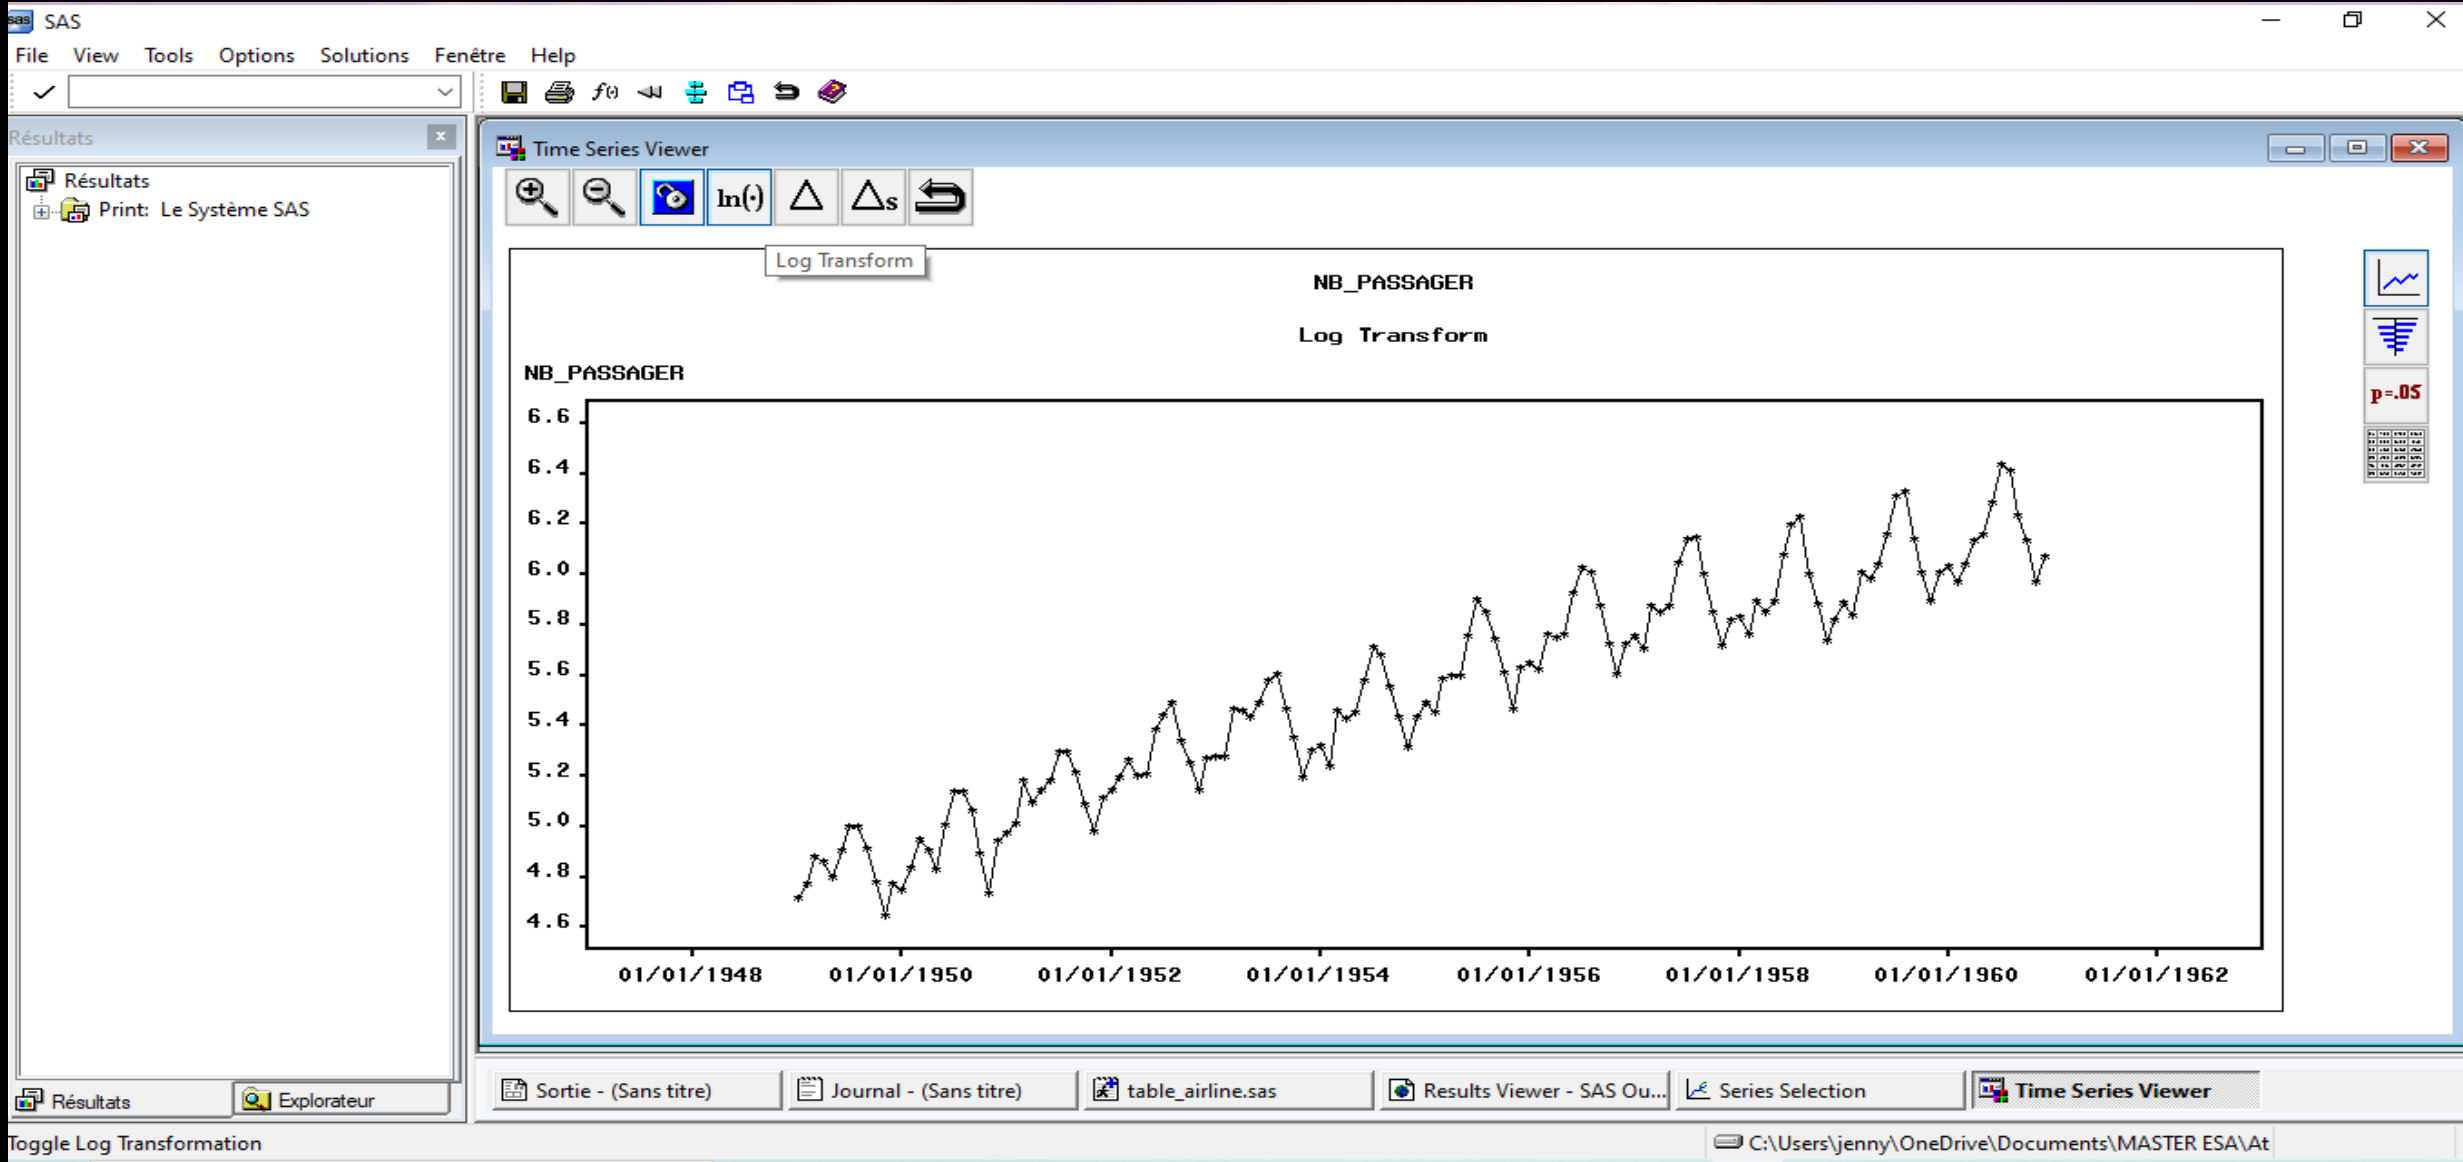 sas SAS
File View Tools Options Solutions Fenêtre Help
Résultats
Résultats
Print: Le Système SAS
Résultats Explorateur
Time Series Viewer
ln(·) Δ Δs
Log Transform
NB_PASSAGER
Log Transform
NB_PASSAGER
6.6
6.4
6.2
6.0
5.8
5.6
5.4
5.2
5.0
4.8
4.6
01/01/1948 01/01/1950 01/01/1952 01/01/1954 01/01/1956 01/01/1958 01/01/1960 01/01/1962
p=.05
Sortie - (Sans titre) Journal - (Sans titre) table_airline.sas Results Viewer - SAS Ou... Series Selection Time Series Viewer
Toggle Log Transformation C:\Users\jenny\OneDrive\Documents\MASTER ESA\At